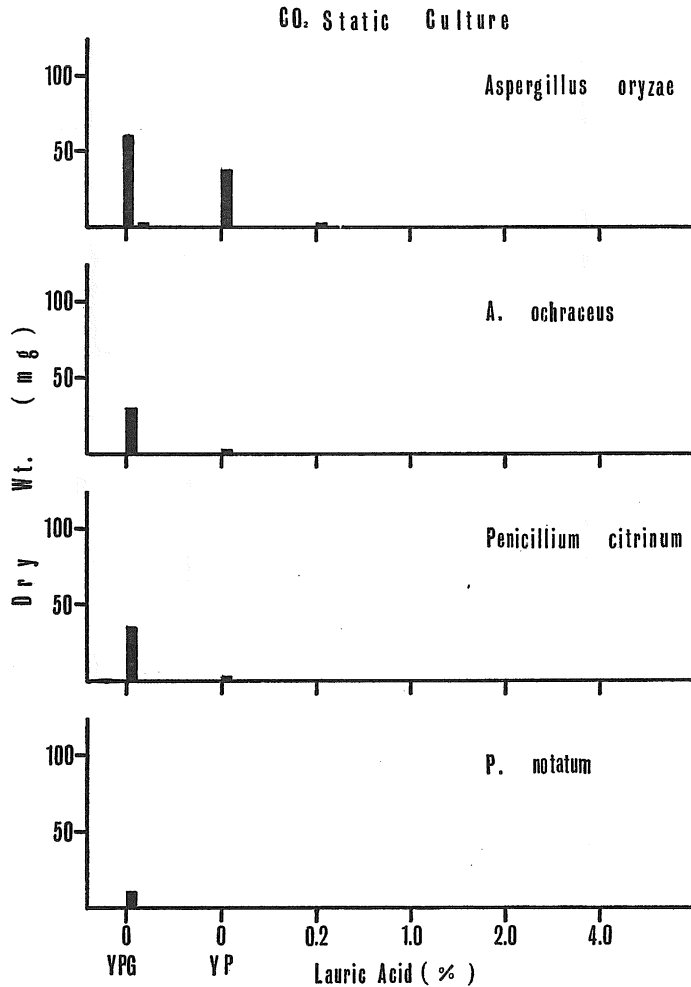 CO₂ Static Culture
Aspergillus oryzae
100
50
A. ochraceus
100
50
Dry Wt. (mg)
Penicillium citrinum
100
50
P. notatum
100
50
0 0 0.2 1.0 2.0 4.0
YPG YP Lauric Acid (%)